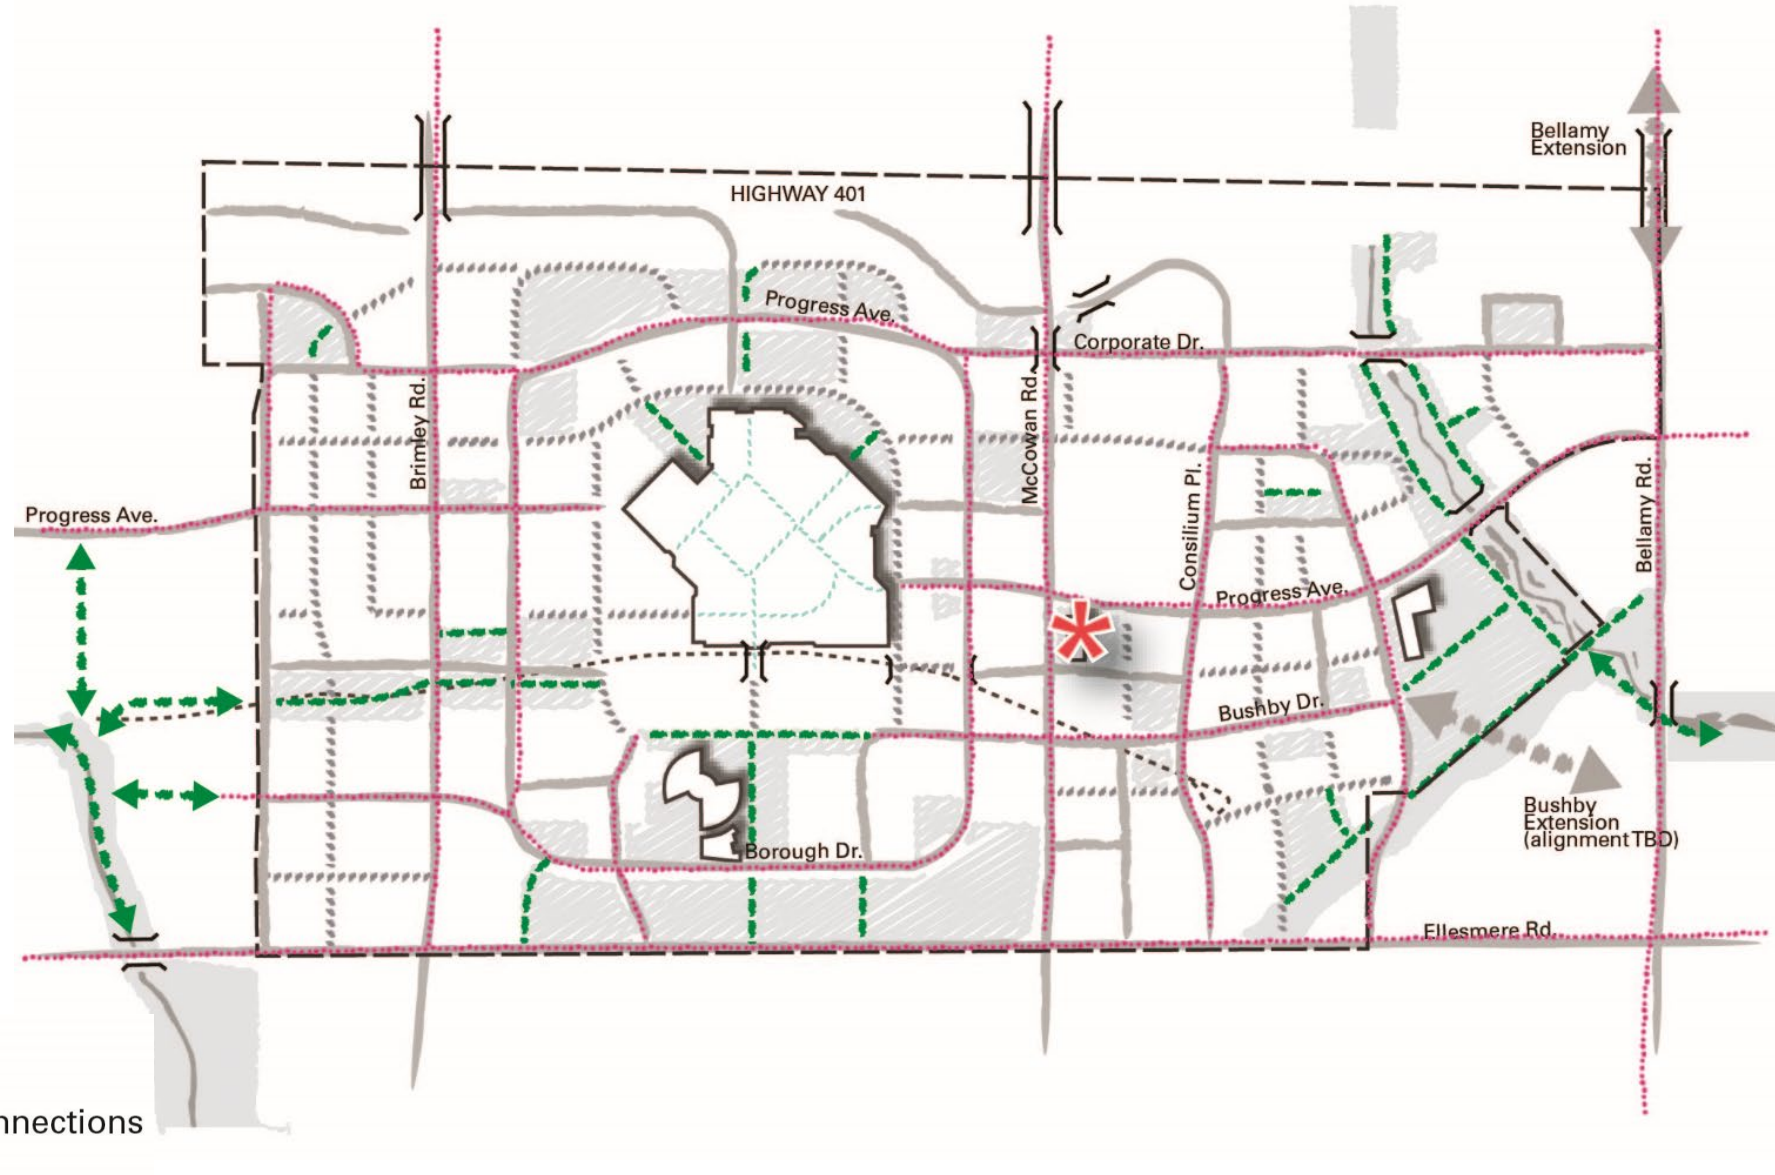 Bellamy
Extension
HIGHWAY 401
Progress Ave.
Corporate Dr.
Brimley Rd.
McCowan Rd.
Consilium Pl.
Bellamy Rd.
Progress Ave.
Progress Ave.
Bushby Dr.
Bushby
Extension
(alignment TBD)
Borough Dr.
Ellesmere Rd.
nnections